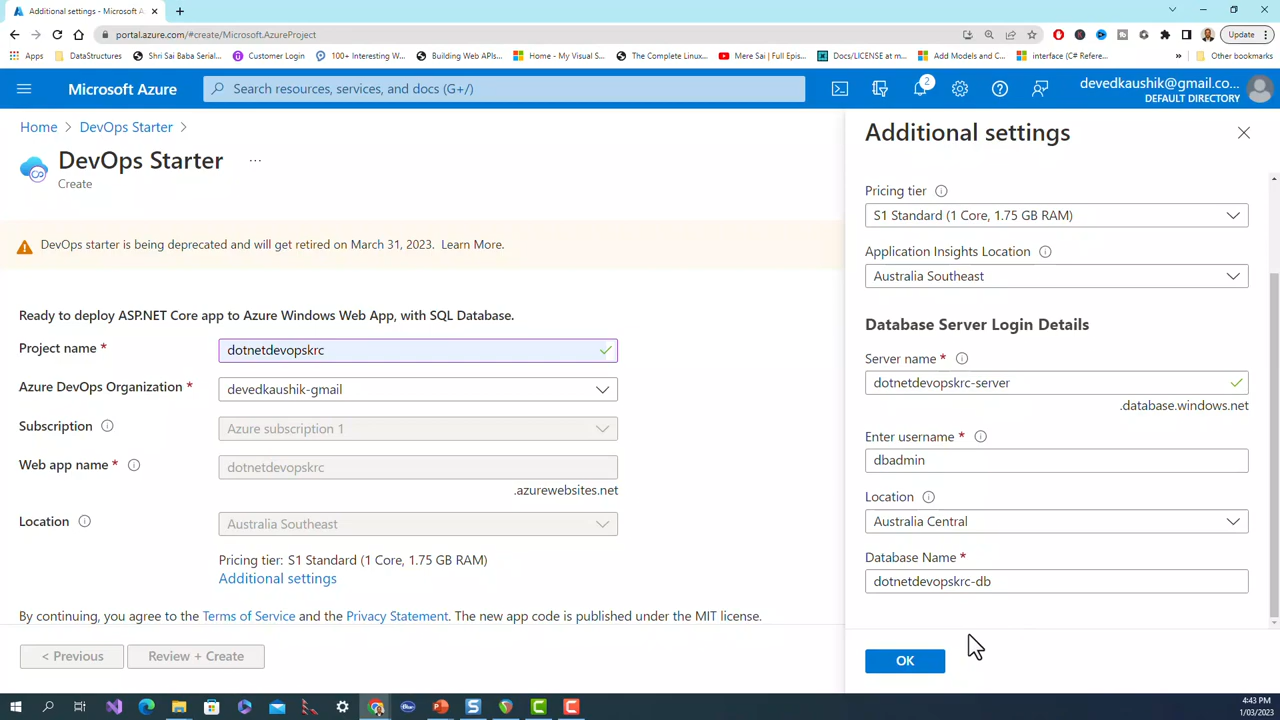 Additional settings - Microsoft A
portal.azure.com/#create/Microsoft.AzureProject
Update
Apps
DataStructures
Shri Sai Baba Serial...
Customer Login
100+ Interesting W...
Building Web APIs...
Home - My Visual S...
The Complete Linux...
Mere Sai | Full Epis...
Docs/LICENSE at m...
Add Models and C...
interface (C# Refere...
»
Other bookmarks
Microsoft Azure
Search resources, services, and docs (G+/)
2
devedkaushik@gmail.co...
DEFAULT DIRECTORY
Home > DevOps Starter >
DevOps Starter ...
Create
DevOps starter is being deprecated and will get retired on March 31, 2023. Learn More.
Ready to deploy ASP.NET Core app to Azure Windows Web App, with SQL Database.
Project name *
dotnetdevopskrc
Azure DevOps Organization *
devedkaushik-gmail
Subscription
Azure subscription 1
Web app name *
dotnetdevopskrc
.azurewebsites.net
Location
Australia Southeast
Pricing tier: S1 Standard (1 Core, 1.75 GB RAM)
Additional settings
By continuing, you agree to the Terms of Service and the Privacy Statement. The new app code is published under the MIT license.
< Previous
Review + Create
Additional settings
Pricing tier
S1 Standard (1 Core, 1.75 GB RAM)
Application Insights Location
Australia Southeast
Database Server Login Details
Server name *
dotnetdevopskrc-server
.database.windows.net
Enter username *
dbadmin
Location
Australia Central
Database Name *
dotnetdevopskrc-db
OK
4:43 PM
1/03/2023